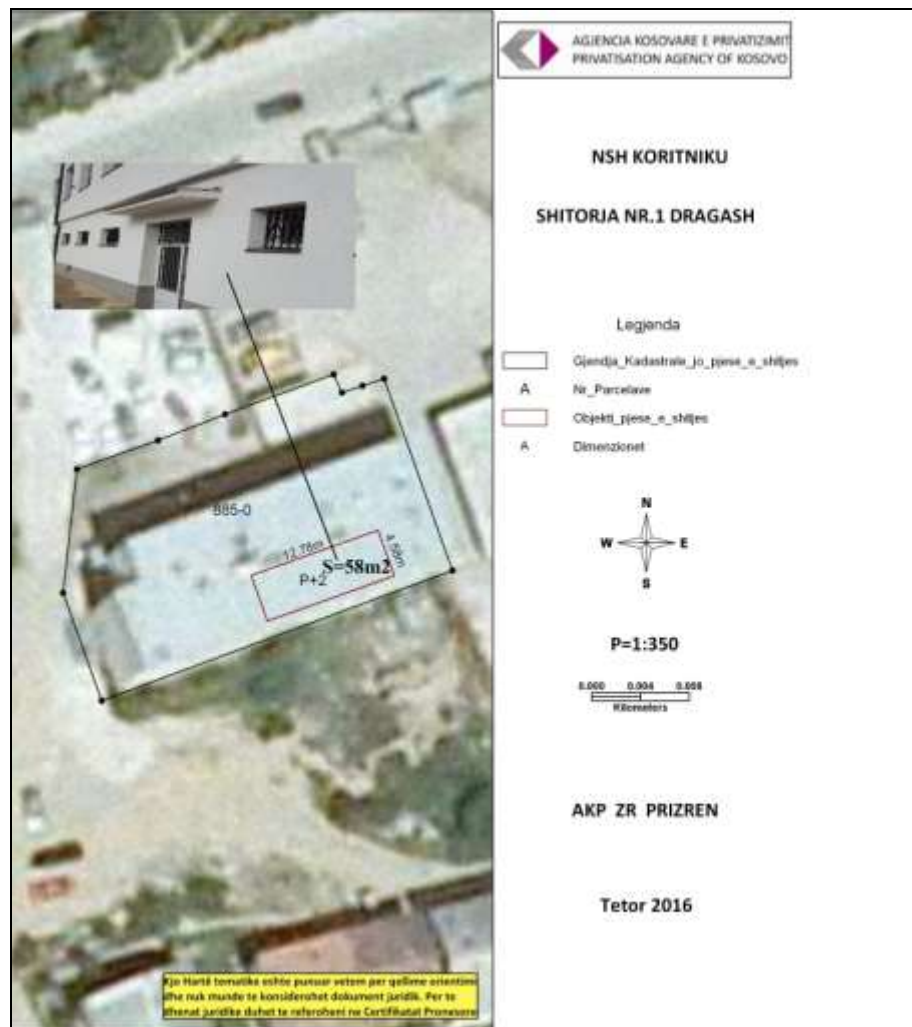 AGJENCIA KOSOVARE E PRIVATIZIMIT
PRIVATISATION AGENCY OF KOSOVO
NSH KORITNIKU
SHITORJA NR.1 DRAGASH
Legjenda
Gjendja_Kadastrale_jo_pjese_e_shitjes
A Nr_Parcelave
Objekti_pjese_e_shitjes
A Dimenzionet
N
W E
S
P=1:350
0.000 0.004 0.008
Kilometers
AKP ZR PRIZREN
Tetor 2016
885-0
12.78m
4.58m
S=58m2
P+2
Kjo Hartë tematike eshte punuar vetem per qellime orientimi
dhe nuk munde te konsiderohet dokument juridik. Per te
dhenat juridike duhet te referoheni ne Certifikatat Pronesore